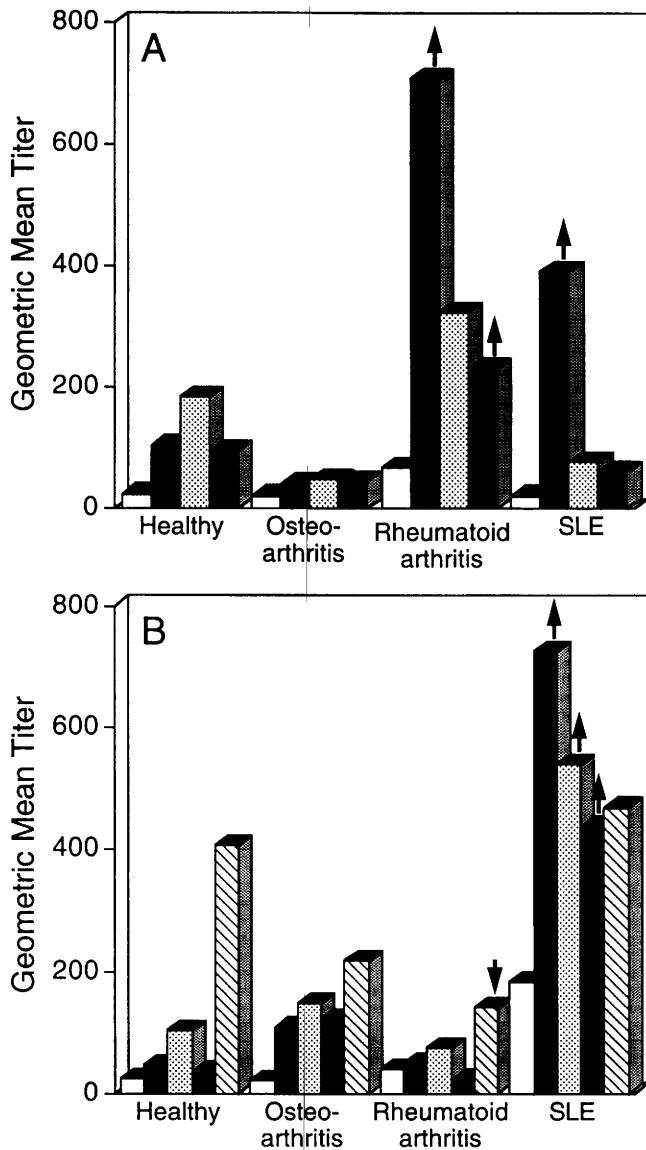 A
Geometric Mean Titer
800
600
400
200
0
Healthy
Osteo-
arthritis
Rheumatoid
arthritis
SLE
B
Geometric Mean Titer
800
600
400
200
0
Healthy
Osteo-
arthritis
Rheumatoid
arthritis
SLE